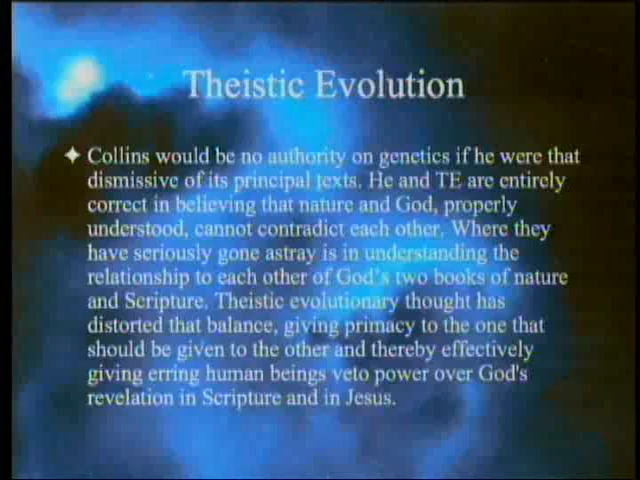 Theistic Evolution
✦ Collins would be no authority on genetics if he were that
dismissive of its principal texts. He and TE are entirely
correct in believing that nature and God, properly
understood, cannot contradict each other. Where they
have seriously gone astray is in understanding the
relationship to each other of God's two books of nature
and Scripture. Theistic evolutionary thought has
distorted that balance, giving primacy to the one that
should be given to the other and thereby effectively
giving erring human beings veto power over God's
revelation in Scripture and in Jesus.